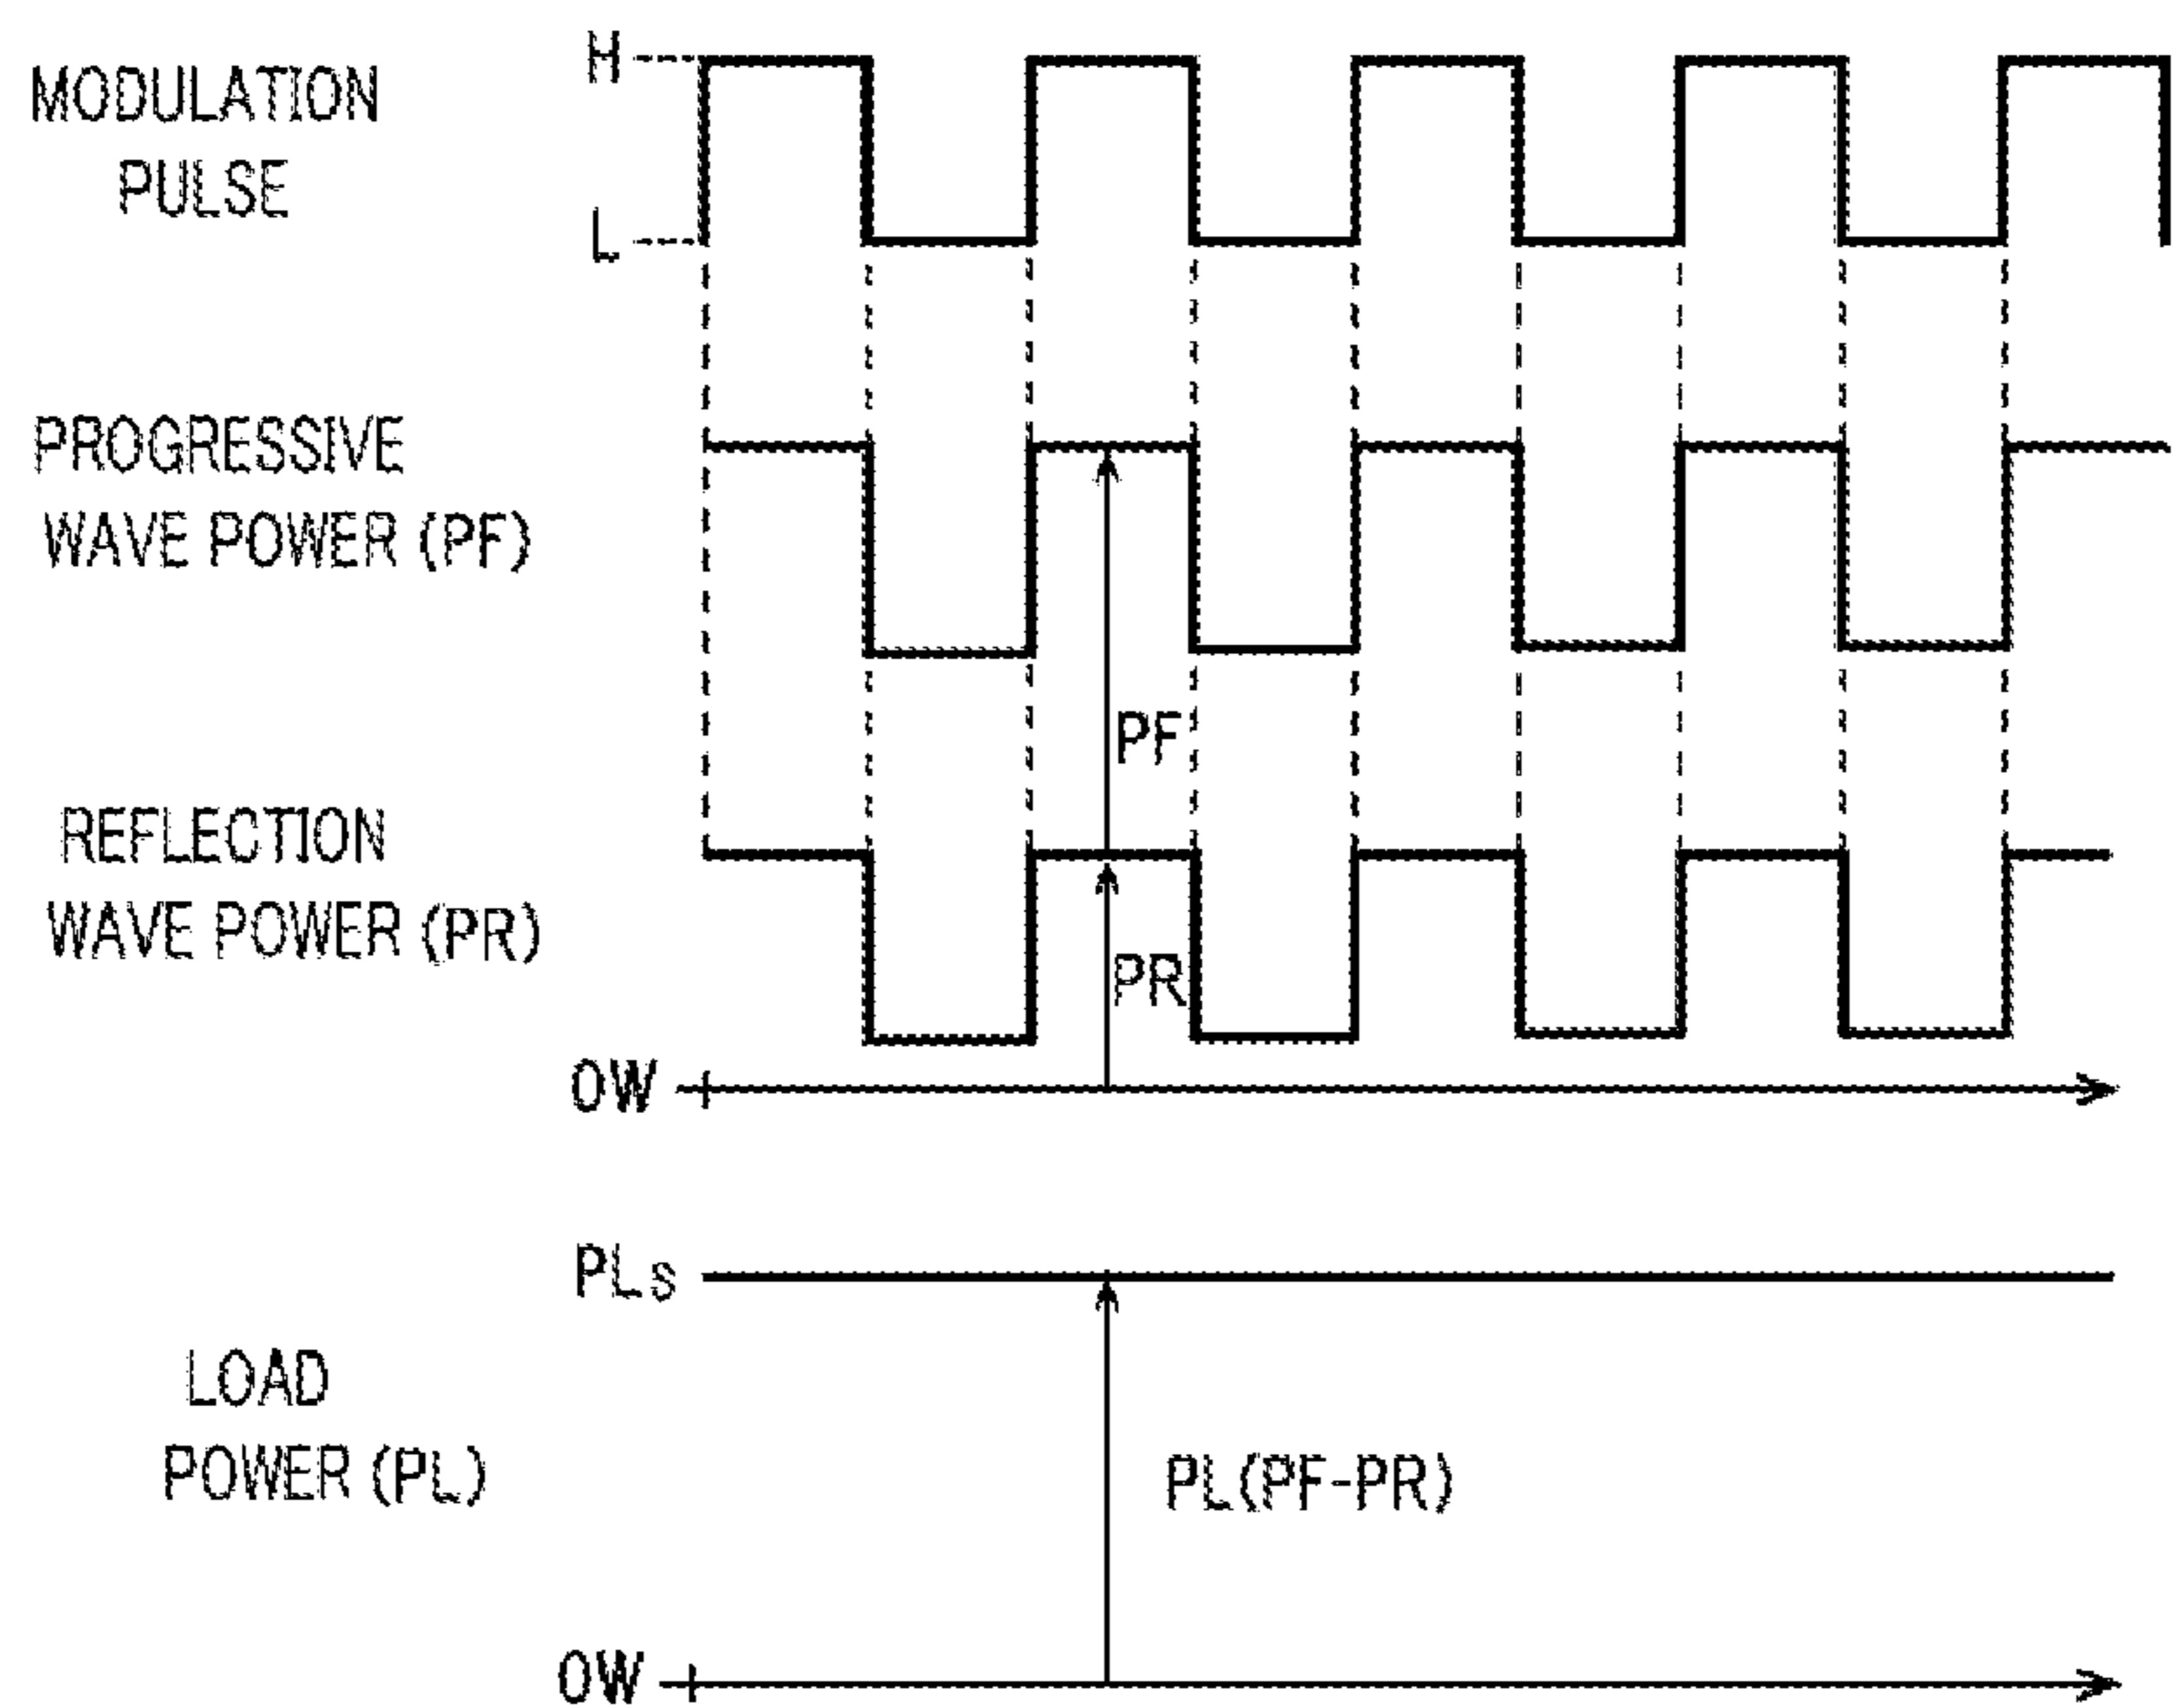 MODULATION
PULSE
H
L
PROGRESSIVE
WAVE POWER (PF)
PF
REFLECTION
WAVE POWER (PR)
PR
0W
PLs
LOAD
POWER (PL)
PL(PF-PR)
0W